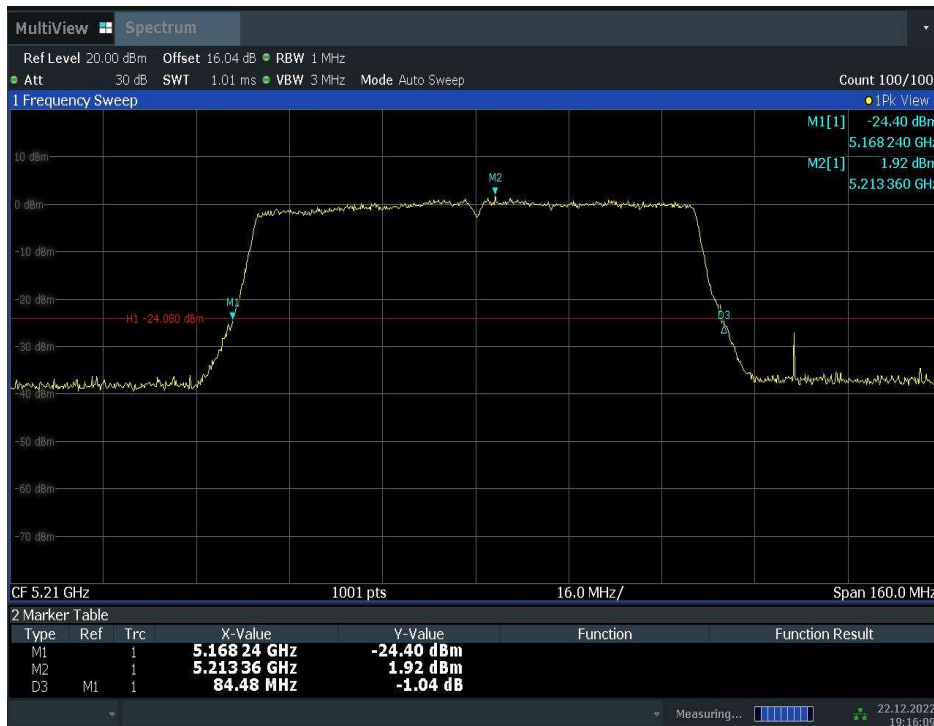 MultiView Spectrum
Ref Level 20.00 dBm Offset 16.04 dB RBW 1 MHz
Att 30 dB SWT 1.01 ms VBW 3 MHz Mode Auto Sweep Count 100/100
1 Frequency Sweep 1Pk View
M1[1] -24.40 dBm
5.168 240 GHz
10 dBm M2[1] 1.92 dBm
M2 5.213 360 GHz
0 dBm
-10 dBm
-20 dBm
M1
H1 -24.080 dBm D3
-30 dBm
-40 dBm
-50 dBm
-60 dBm
-70 dBm
CF 5.21 GHz 1001 pts 16.0 MHz/ Span 160.0 MHz
2 Marker Table
Type Ref Trc X-Value Y-Value Function Function Result
M1 1 5.168 24 GHz -24.40 dBm
M2 1 5.213 36 GHz 1.92 dBm
D3 M1 1 84.48 MHz -1.04 dB
Measuring... 22.12.2022
19:16:09